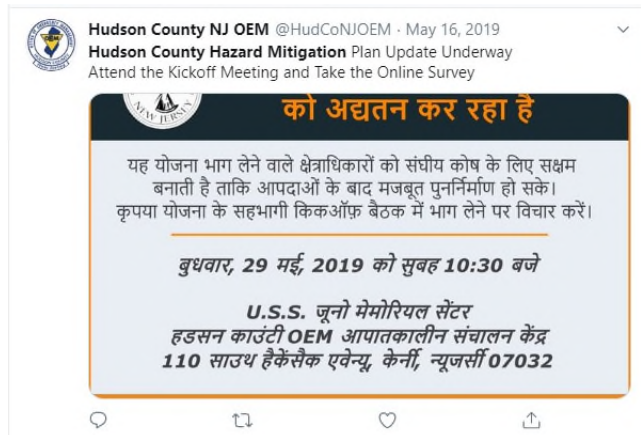 Hudson County NJ OEM @HudCoNJOEM · May 16, 2019
Hudson County Hazard Mitigation Plan Update Underway
Attend the Kickoff Meeting and Take the Online Survey
NEW JERSEY
को अद्यतन कर रहा है
यह योजना भाग लेने वाले क्षेत्राधिकारों को संघीय कोष के लिए सक्षम
बनाती है ताकि आपदाओं के बाद मजबूत पुनर्निर्माण हो सके।
कृपया योजना के सहभागी किकऑफ़ बैठक में भाग लेने पर विचार करें।
बुधवार, 29 मई, 2019 को सुबह 10:30 बजे
U.S.S. जूनो मेमोरियल सेंटर
हडसन काउंटी OEM आपातकालीन संचालन केंद्र
110 साउथ हैकेंसैक एवेन्यू, केर्नी, न्यूजर्सी 07032